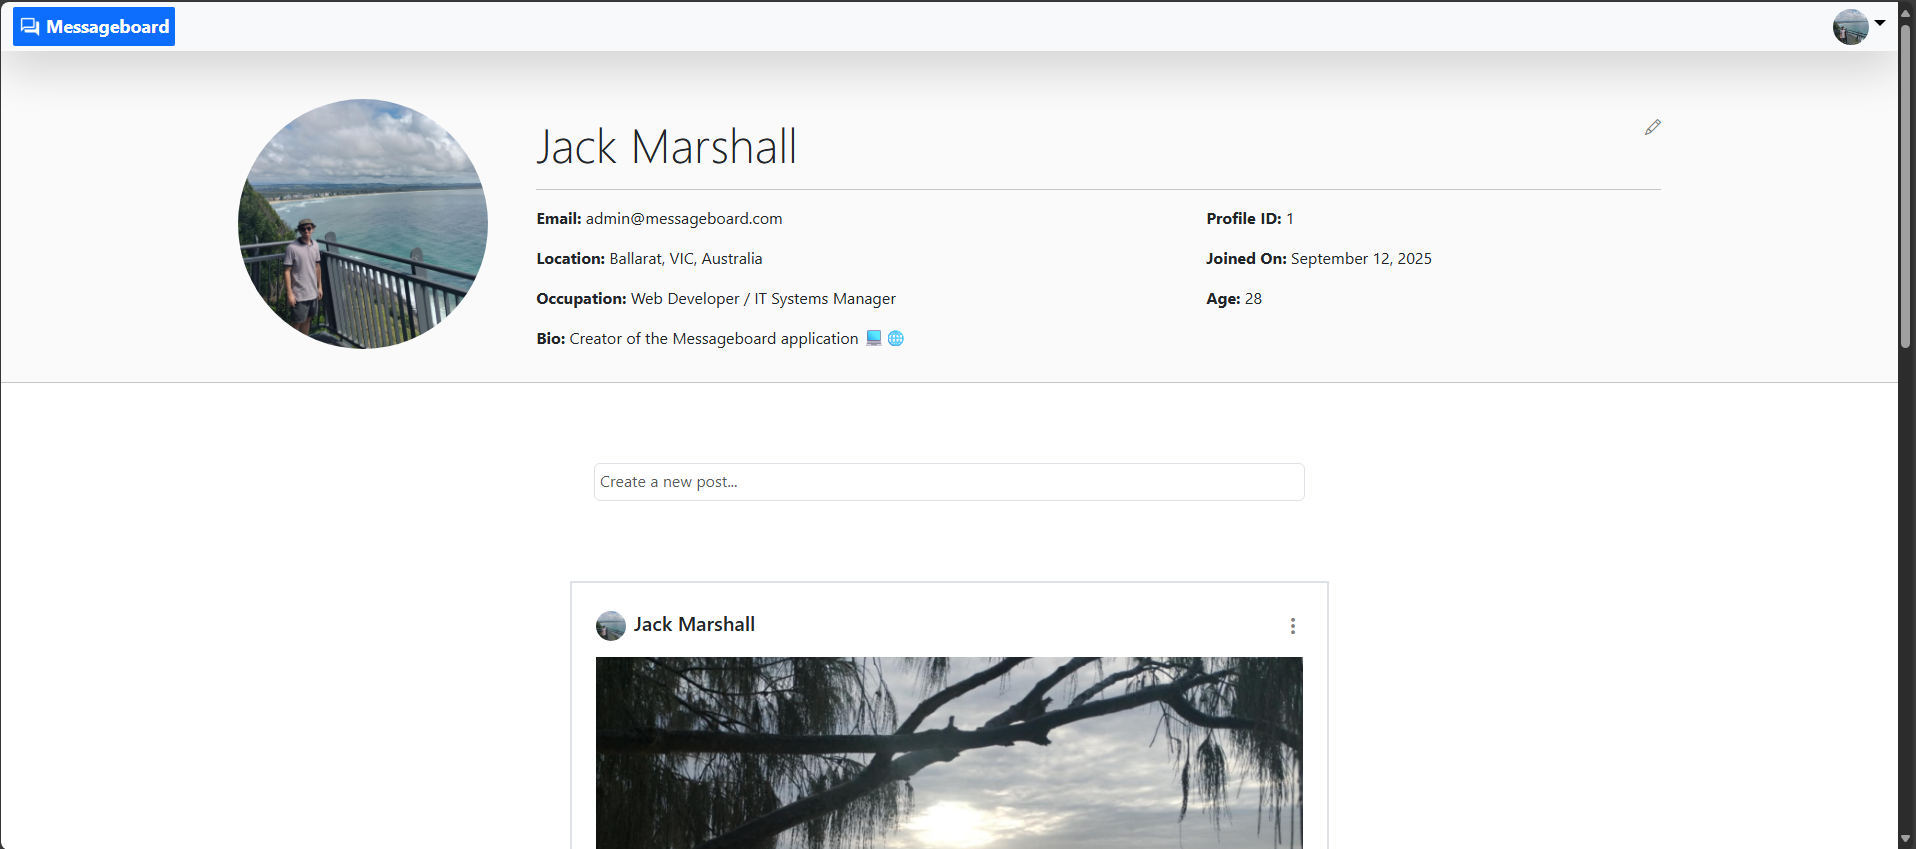 Messageboard
Jack Marshall
Email: admin@messageboard.com
Profile ID: 1
Location: Ballarat, VIC, Australia
Joined On: September 12, 2025
Occupation: Web Developer / IT Systems Manager
Age: 28
Bio: Creator of the Messageboard application 💻 🌐
Create a new post...
Jack Marshall